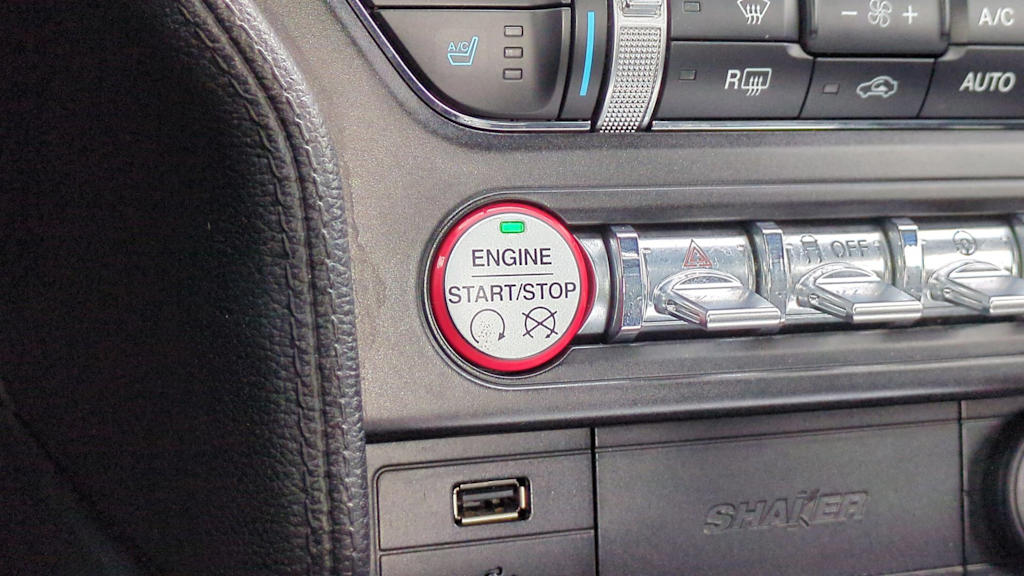 A/C
- +
A/C
R
AUTO
ENGINE
START/STOP
OFF
SHAKER